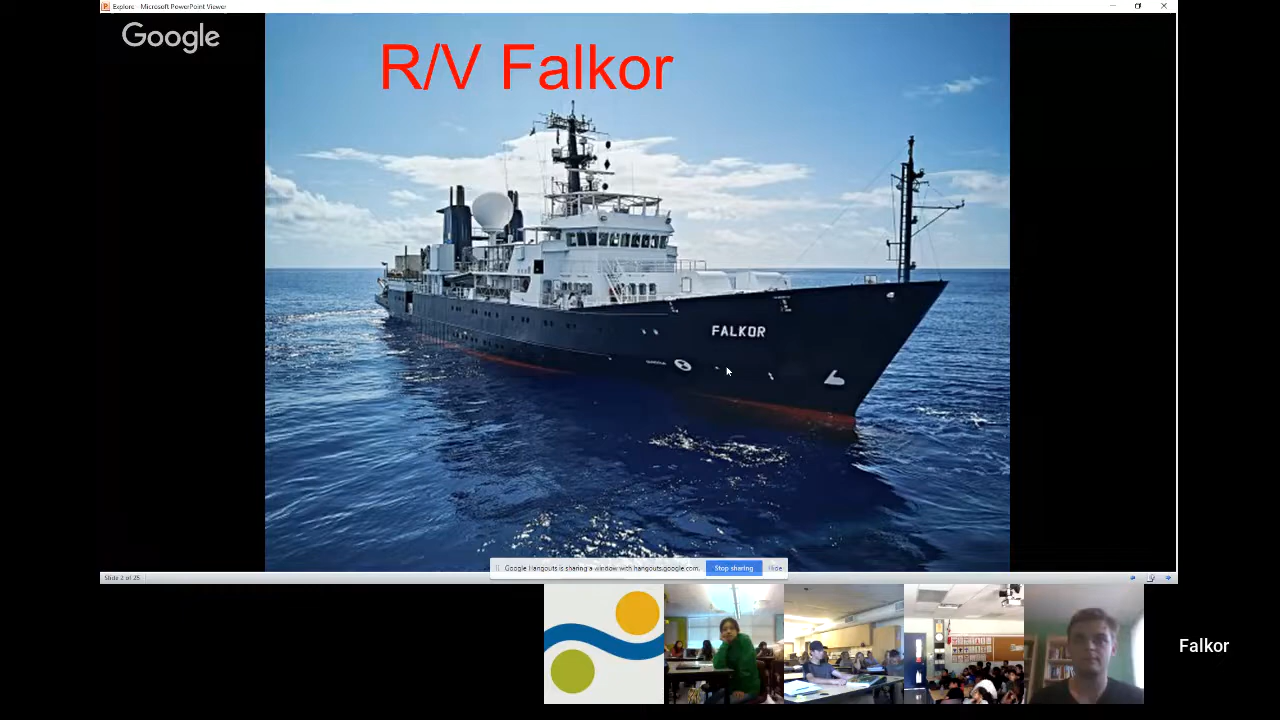 Explore - Microsoft PowerPoint Viewer
Google
R/V Falkor
FALKOR
Google Hangouts is sharing a window with hangouts.google.com.
Stop sharing
Hide
Slide 2 of 25
Falkor